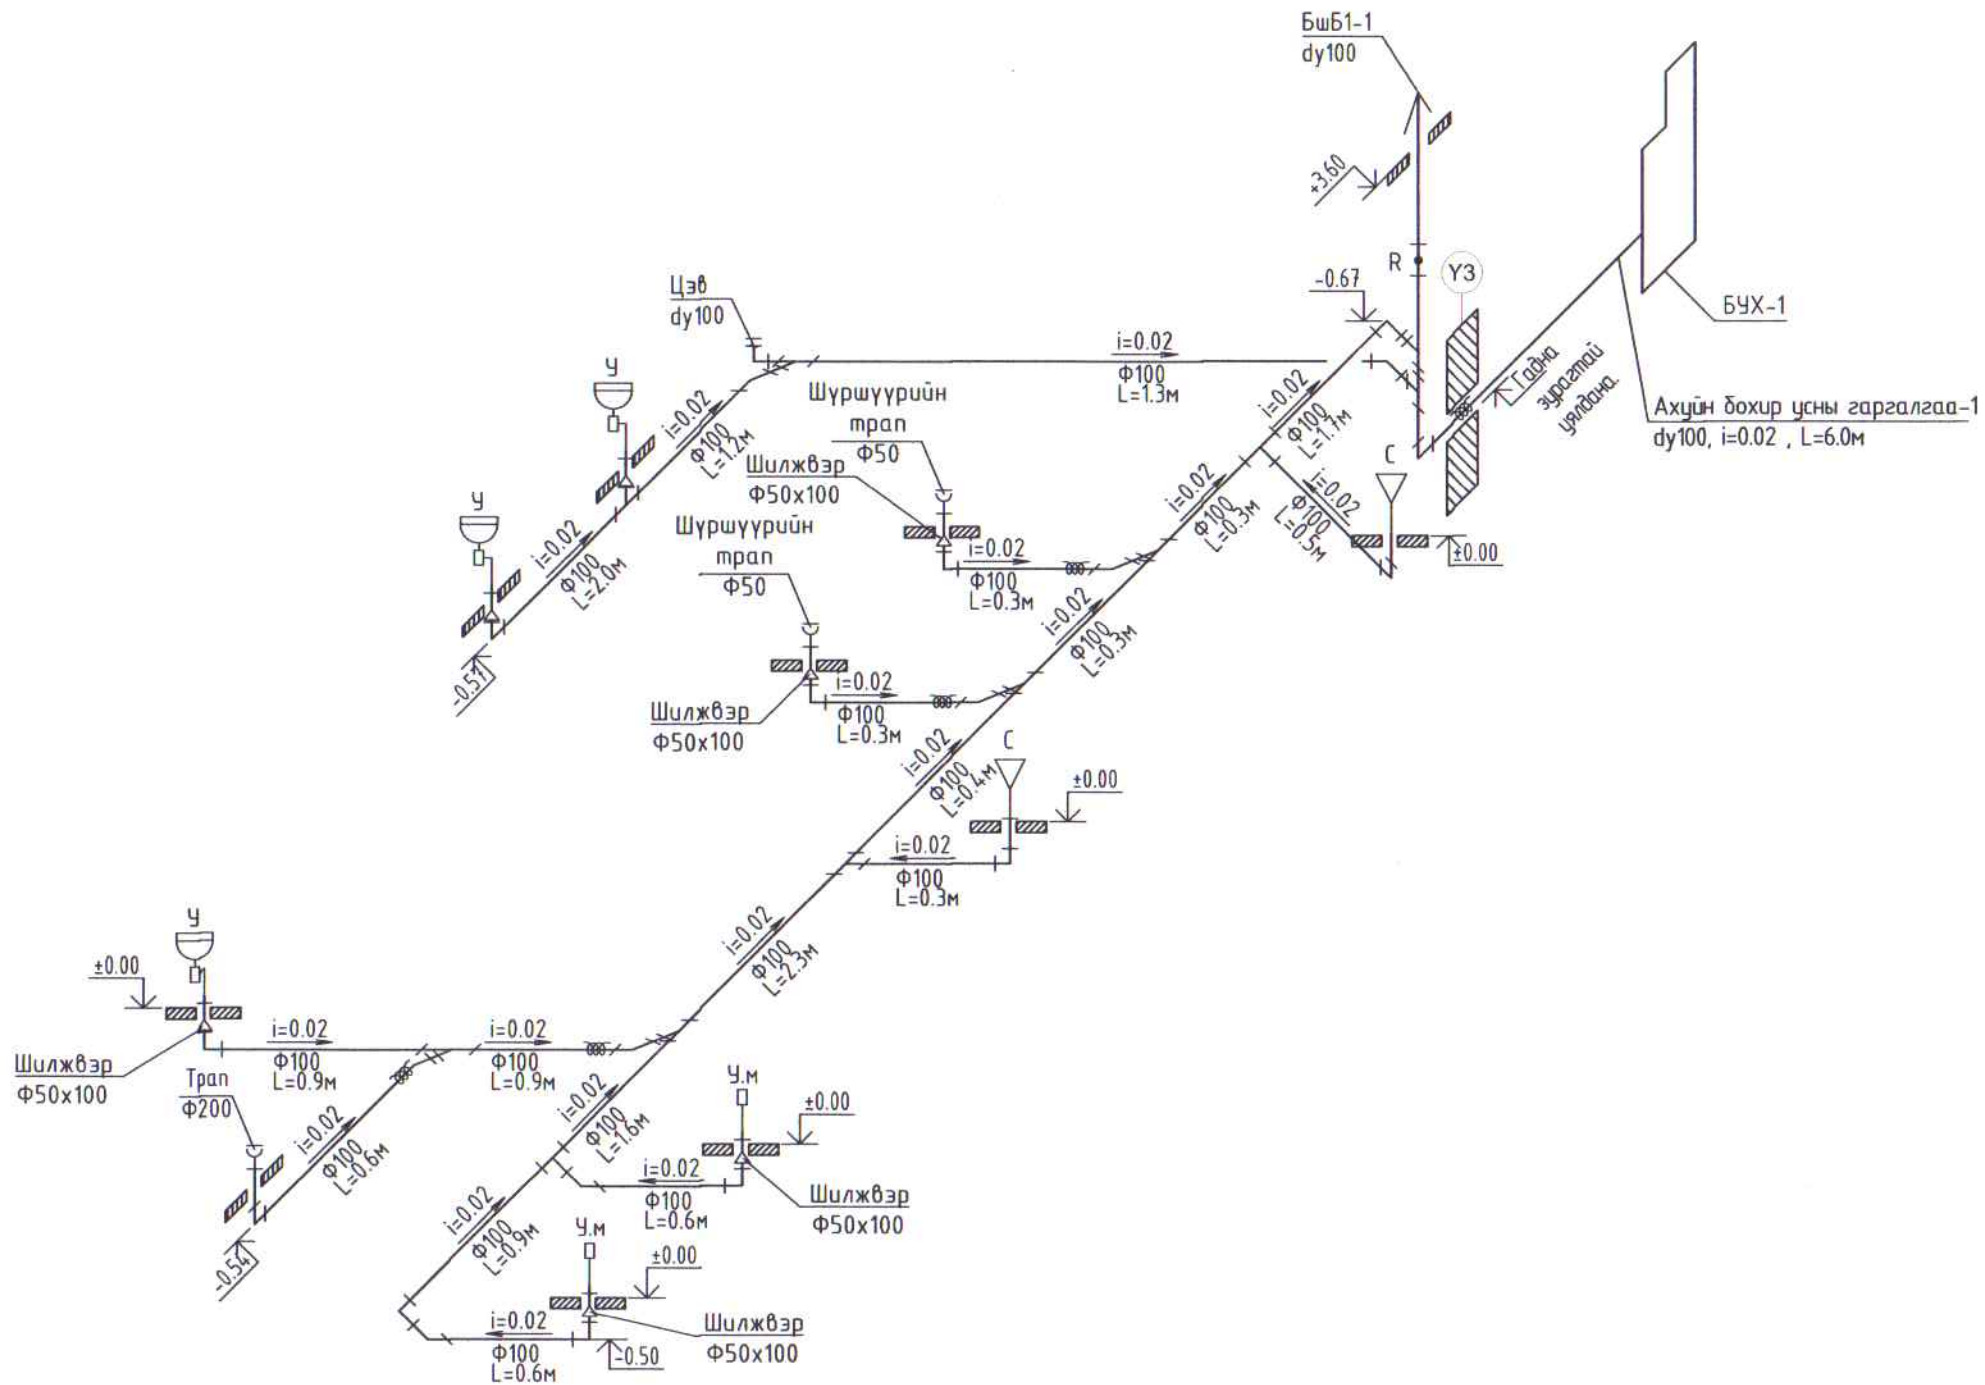 БшБ1-1
dy100
+3.60
R
У3
-0.67
БУХ-1
Гадна
зурагтай
уялдана.
Ахуйн бохир усны гаргалгаа-1
dy100, i=0.02 , L=6.0м
Цэв
dy100
i=0.02
Ф100
L=1.3м
У
i=0.02
Ф100
L=1.2м
Шүршүүрийн
трап
Ф50
Шилжвэр
Ф50х100
i=0.02
Ф100
L=1.7м
С
i=0.02
Ф100
L=0.5м
±0.00
i=0.02
Ф100
L=0.3м
У
i=0.02
Ф100
L=2.0м
-0.57
Шүршүүрийн
трап
Ф50
i=0.02
Ф100
L=0.3м
i=0.02
Ф100
L=0.3м
Шилжвэр
Ф50х100
i=0.02
Ф100
L=0.3м
i=0.02
Ф100
L=0.4м
С
±0.00
i=0.02
Ф100
L=0.3м
i=0.02
Ф100
L=2.3м
У
±0.00
Шилжвэр
Ф50х100
i=0.02
Ф100
L=0.9м
i=0.02
Ф100
L=0.9м
Трап
Ф200
i=0.02
Ф100
L=0.6м
-0.54
i=0.02
Ф100
L=1.6м
У.м
±0.00
i=0.02
Ф100
L=0.6м
Шилжвэр
Ф50х100
i=0.02
Ф100
L=0.9м
У.м
±0.00
i=0.02
Ф100
L=0.6м
-0.50
Шилжвэр
Ф50х100